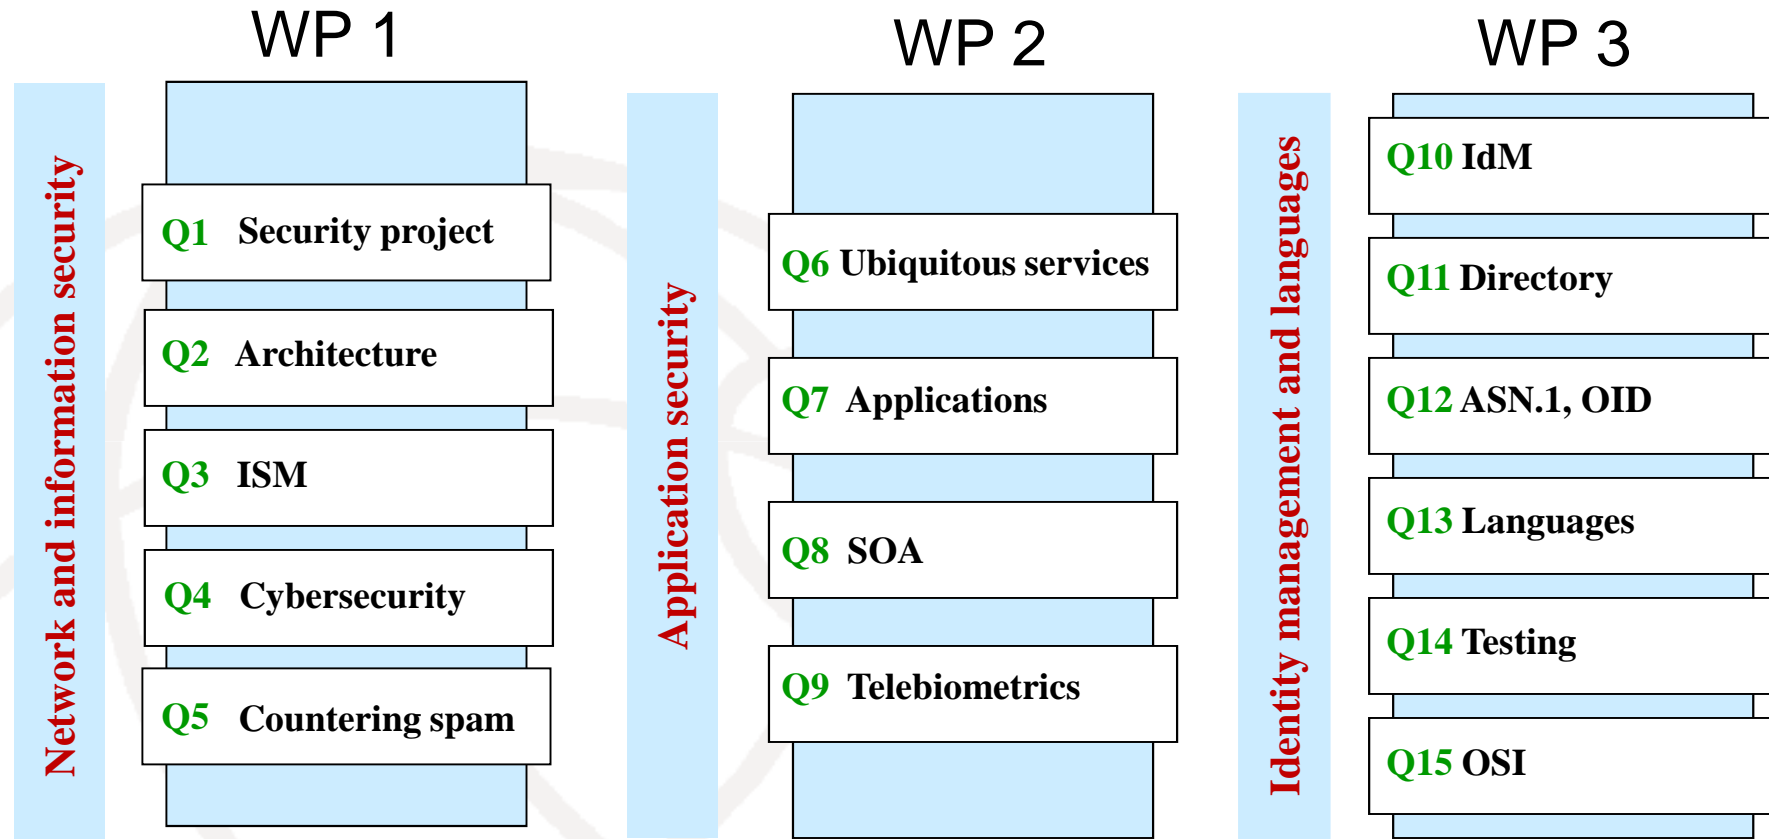 WP 1
Network and information security
Q1 Security project
Q2 Architecture
Q3 ISM
Q4 Cybersecurity
Q5 Countering spam
WP 2
Application security
Q6 Ubiquitous services
Q7 Applications
Q8 SOA
Q9 Telebiometrics
WP 3
Identity management and languages
Q10 IdM
Q11 Directory
Q12 ASN.1, OID
Q13 Languages
Q14 Testing
Q15 OSI